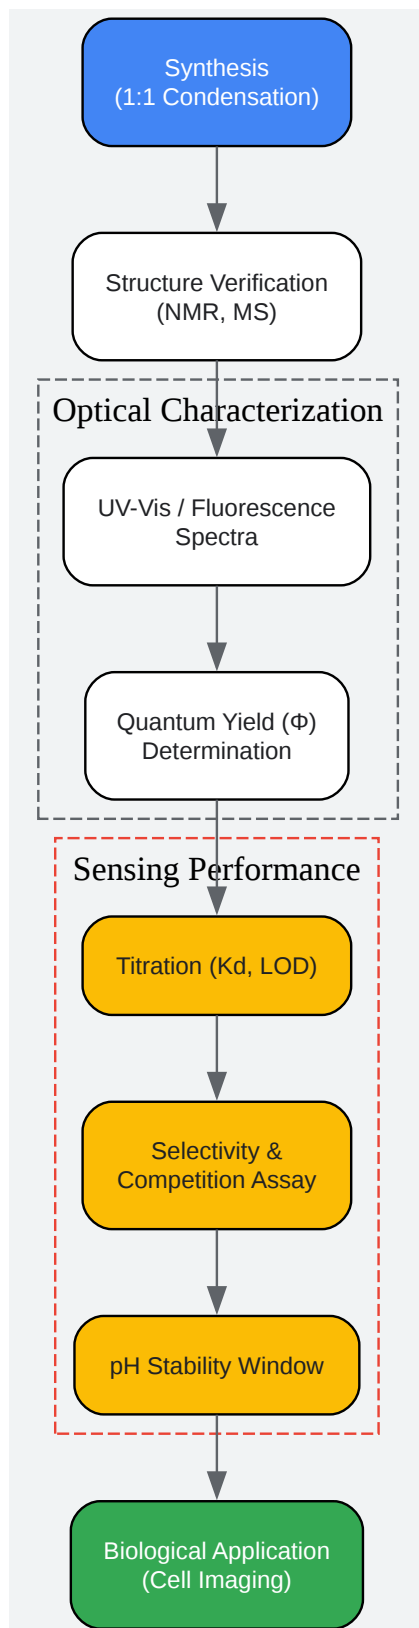 Synthesis
(1:1 Condensation)
Structure Verification
(NMR, MS)
Optical Characterization
UV-Vis / Fluorescence
Spectra
Quantum Yield (Φ)
Determination
Sensing Performance
Titration (Kd, LOD)
Selectivity &
Competition Assay
pH Stability Window
Biological Application
(Cell Imaging)